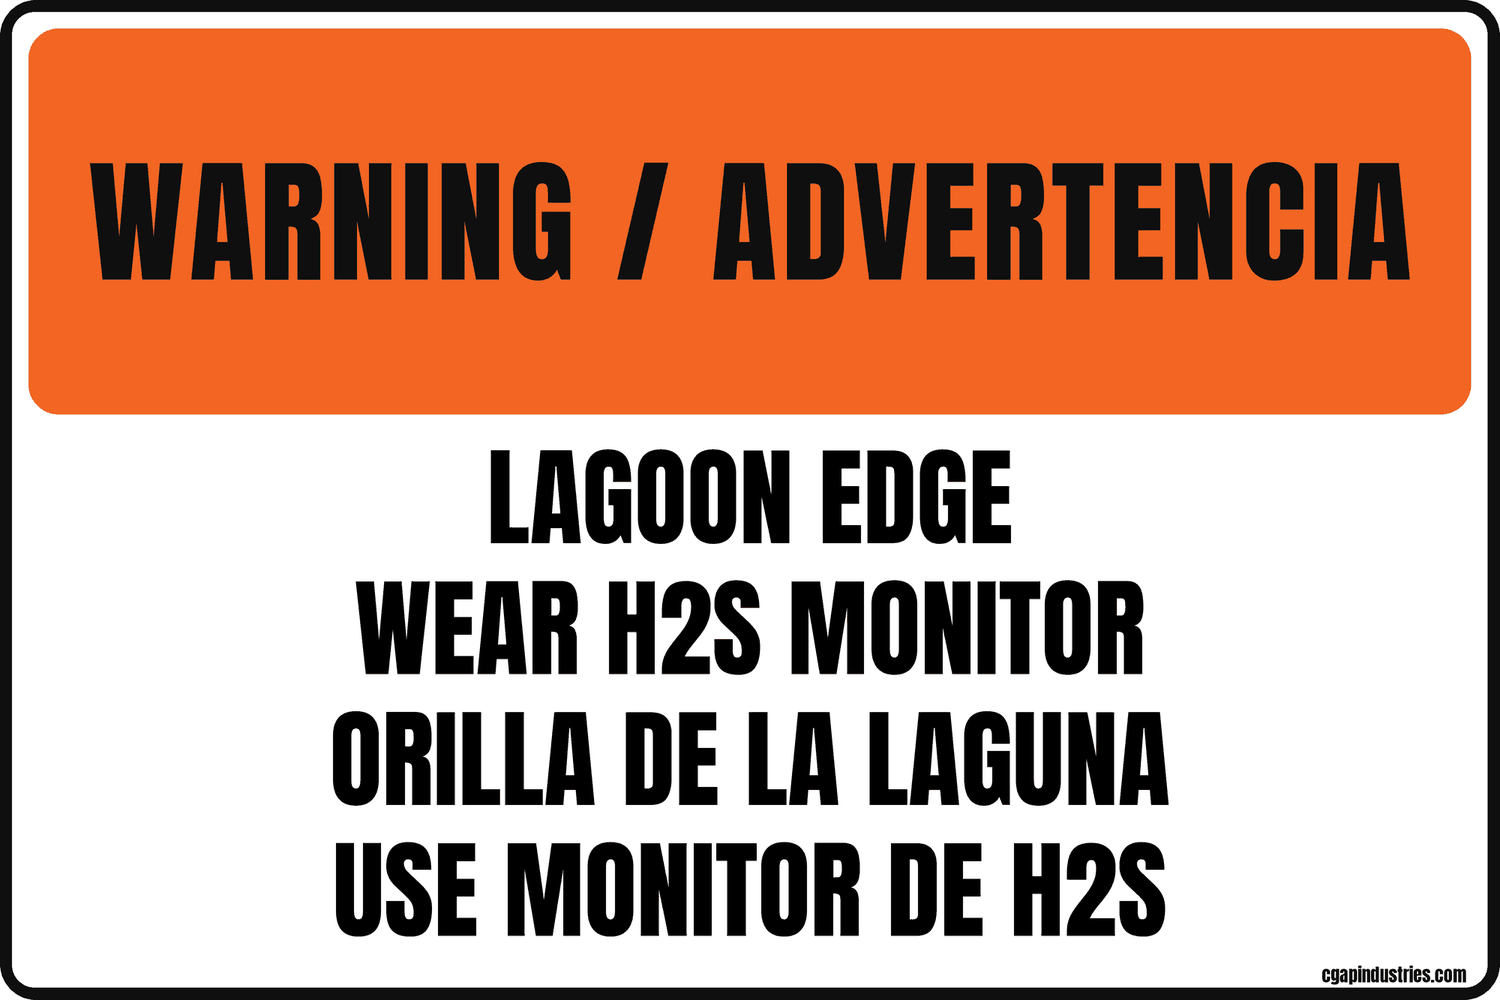 WARNING / ADVERTENCIA
LAGOON EDGE
WEAR H2S MONITOR
ORILLA DE LA LAGUNA
USE MONITOR DE H2S
cgapindustries.com